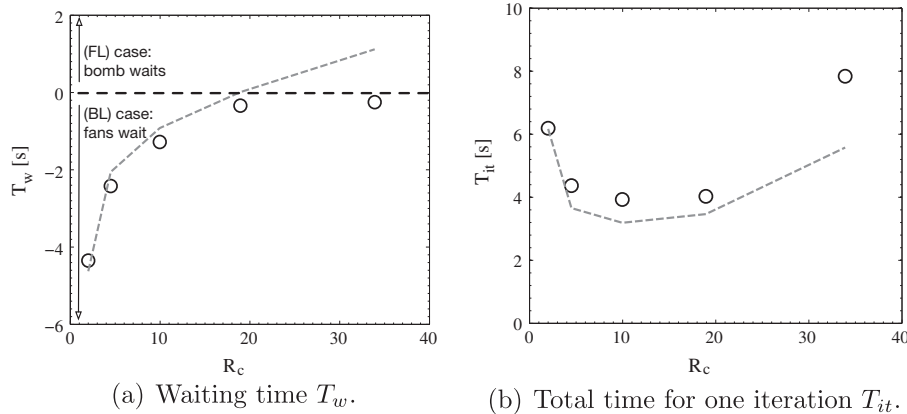 2
0
−2
−4
−6
0
10
20
30
40
T_w [s]
R_c
(FL) case:
bomb waits
(BL) case:
fans wait
(a) Waiting time T_w.
10
8
6
4
2
0
0
10
20
30
40
T_it [s]
R_c
(b) Total time for one iteration T_it.